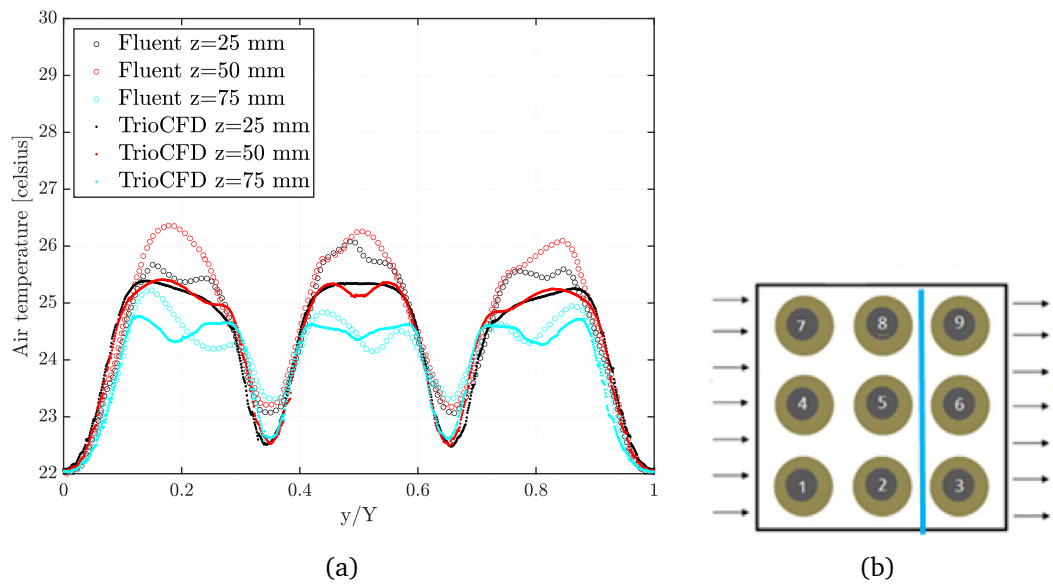 30
29
28
27
26
25
24
23
22
Air temperature [celsius]
Fluent z=25 mm
Fluent z=50 mm
Fluent z=75 mm
TrioCFD z=25 mm
TrioCFD z=50 mm
TrioCFD z=75 mm
0 0.2 0.4 0.6 0.8 1
y/Y
(a)
7 8 9
4 5 6
1 2 3
(b)